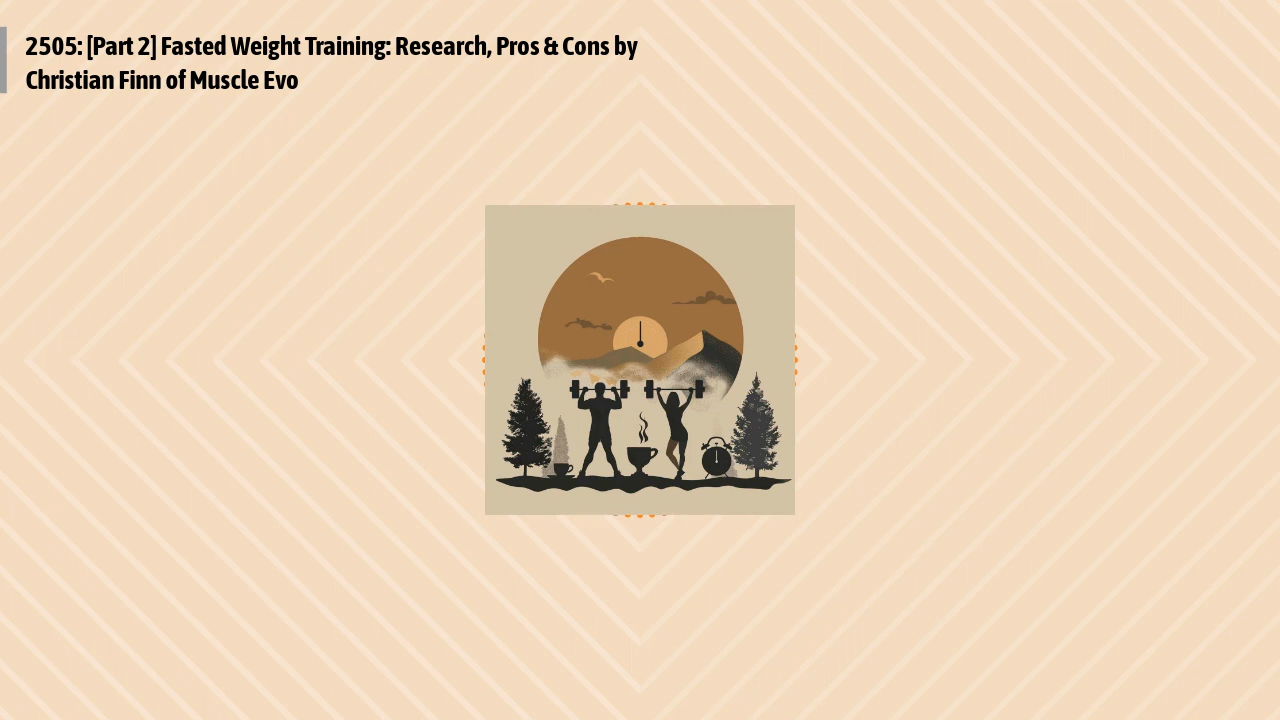 2505: [Part 2] Fasted Weight Training: Research, Pros & Cons by
Christian Finn of Muscle Evo